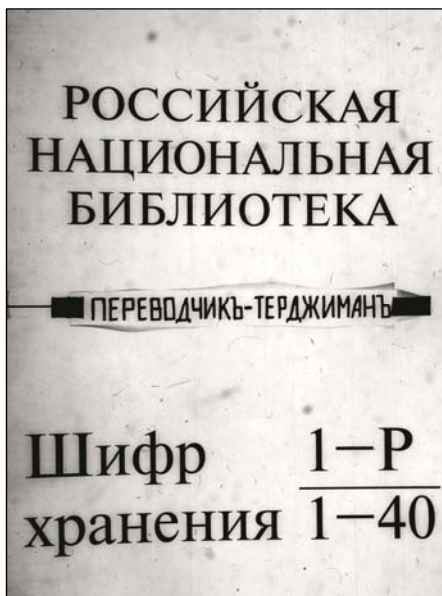 РОССИЙСКАЯ
НАЦИОНАЛЬНАЯ
БИБЛИОТЕКА
ПЕРЕВОДЧИКЪ-ТЕРДЖИМАНЪ
Шифр 1–Р
хранения 1–40